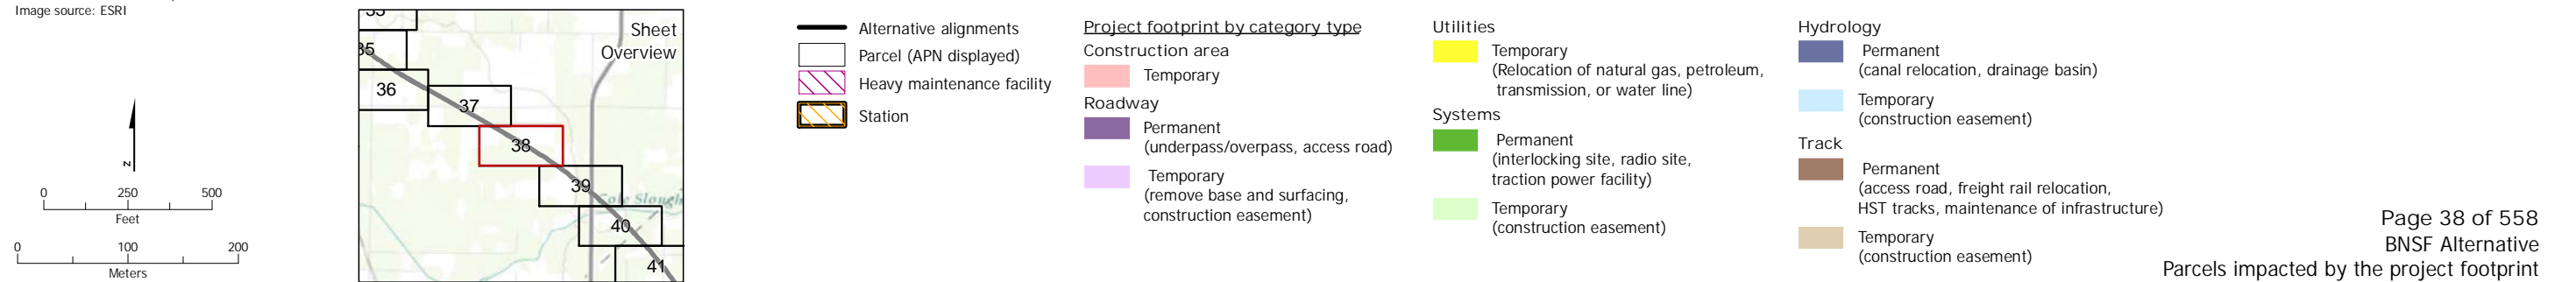 Image source: ESRI
N
0 250 500
Feet
0 100 200
Meters
Sheet
Overview
35
36
37
38
39
40
41
Alternative alignments
Parcel (APN displayed)
Heavy maintenance facility
Station
Project footprint by category type
Construction area
Temporary
Roadway
Permanent
(underpass/overpass, access road)
Temporary
(remove base and surfacing,
construction easement)
Utilities
Temporary
(Relocation of natural gas, petroleum,
transmission, or water line)
Systems
Permanent
(interlocking site, radio site,
traction power facility)
Temporary
(construction easement)
Hydrology
Permanent
(canal relocation, drainage basin)
Temporary
(construction easement)
Track
Permanent
(access road, freight rail relocation,
HST tracks, maintenance of infrastructure)
Temporary
(construction easement)
Page 38 of 558
BNSF Alternative
Parcels impacted by the project footprint